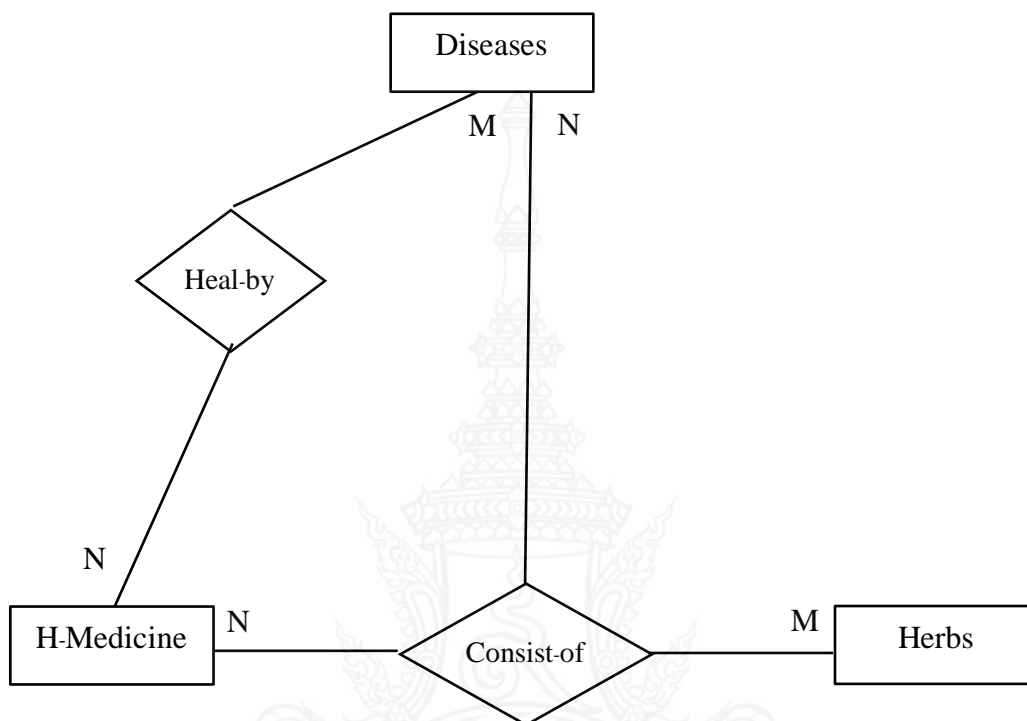 Diseases
M
N
Heal-by
N
H-Medicine
N
Consist-of
M
Herbs